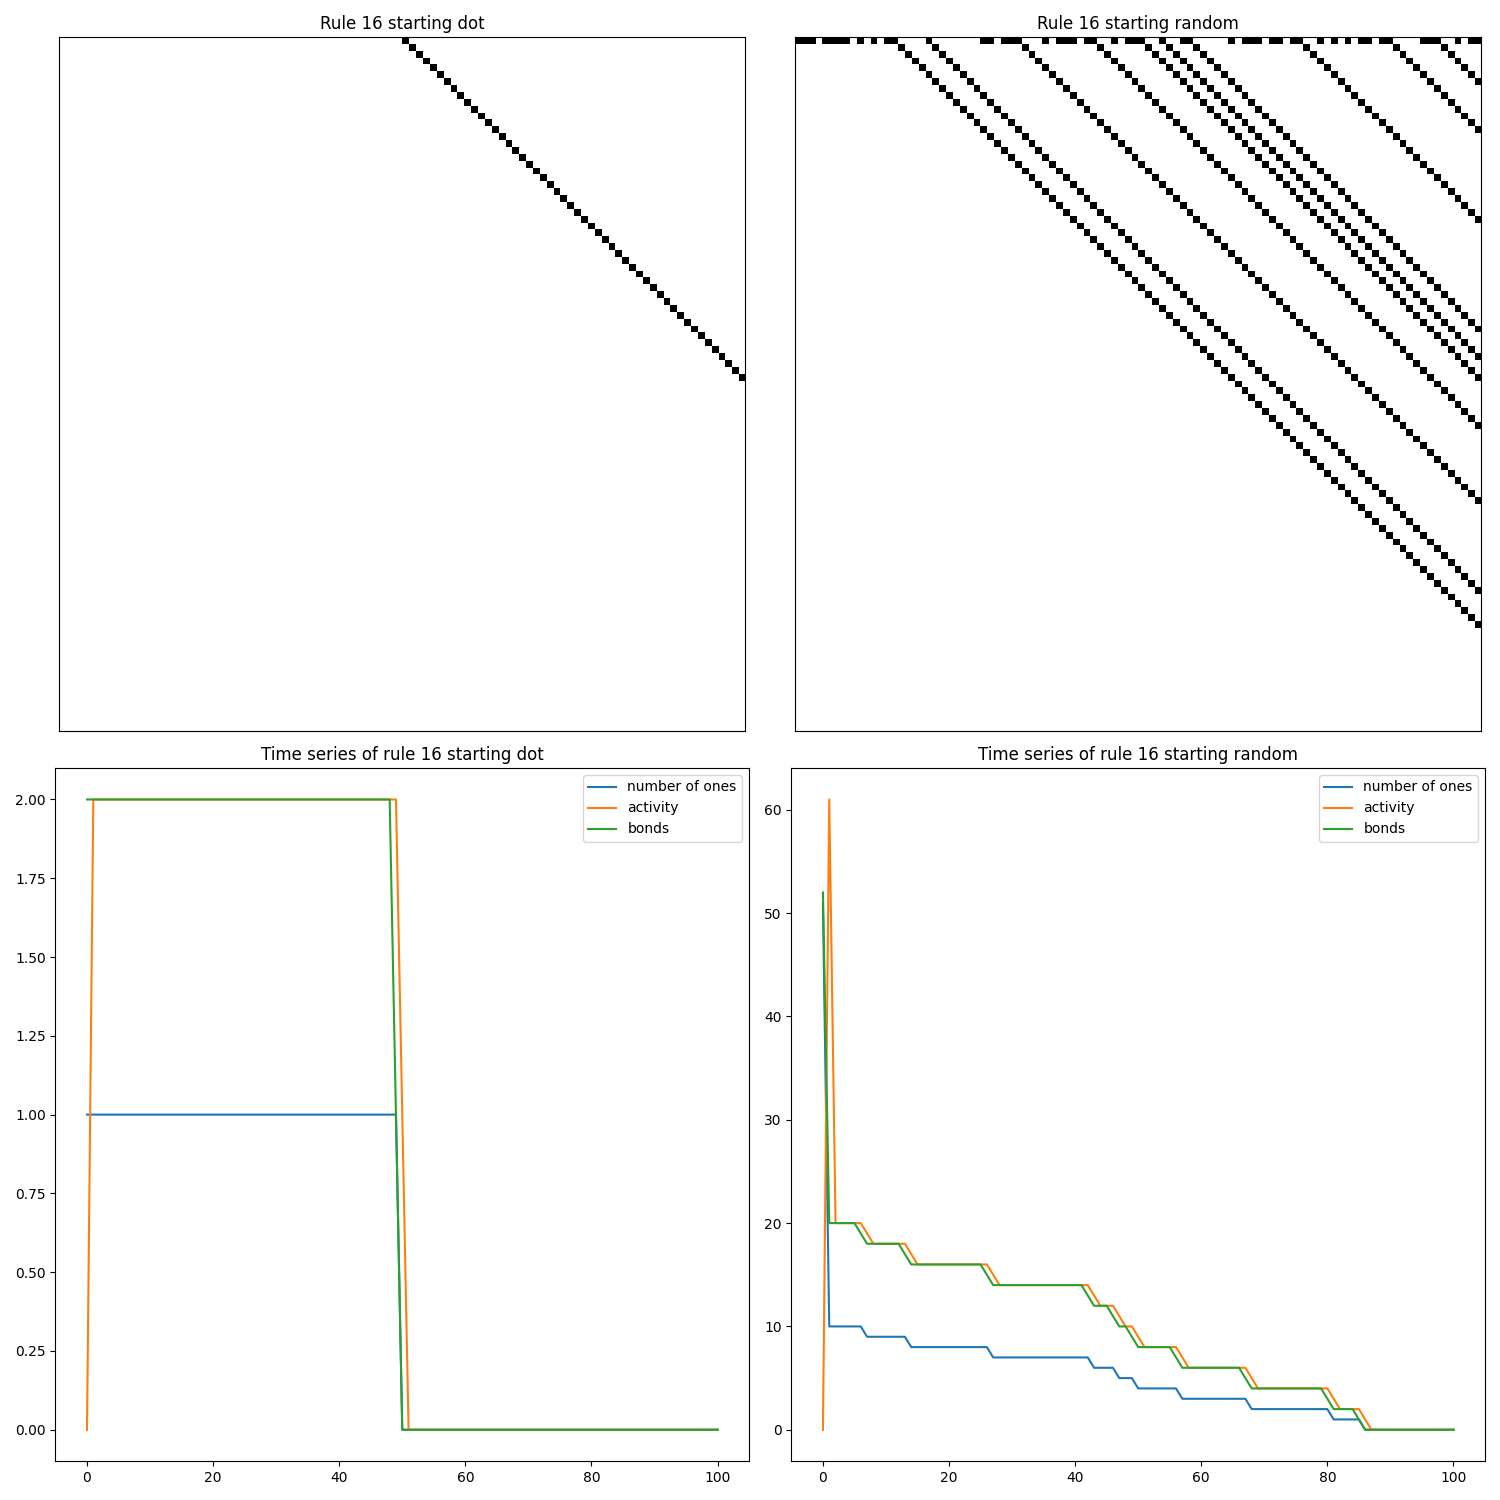 Rule 16 starting dot
Rule 16 starting random
Time series of rule 16 starting dot
2.00
1.75
1.50
1.25
1.00
0.75
0.50
0.25
0.00
0
20
40
60
80
100
number of ones
activity
bonds
Time series of rule 16 starting random
60
50
40
30
20
10
0
0
20
40
60
80
100
number of ones
activity
bonds